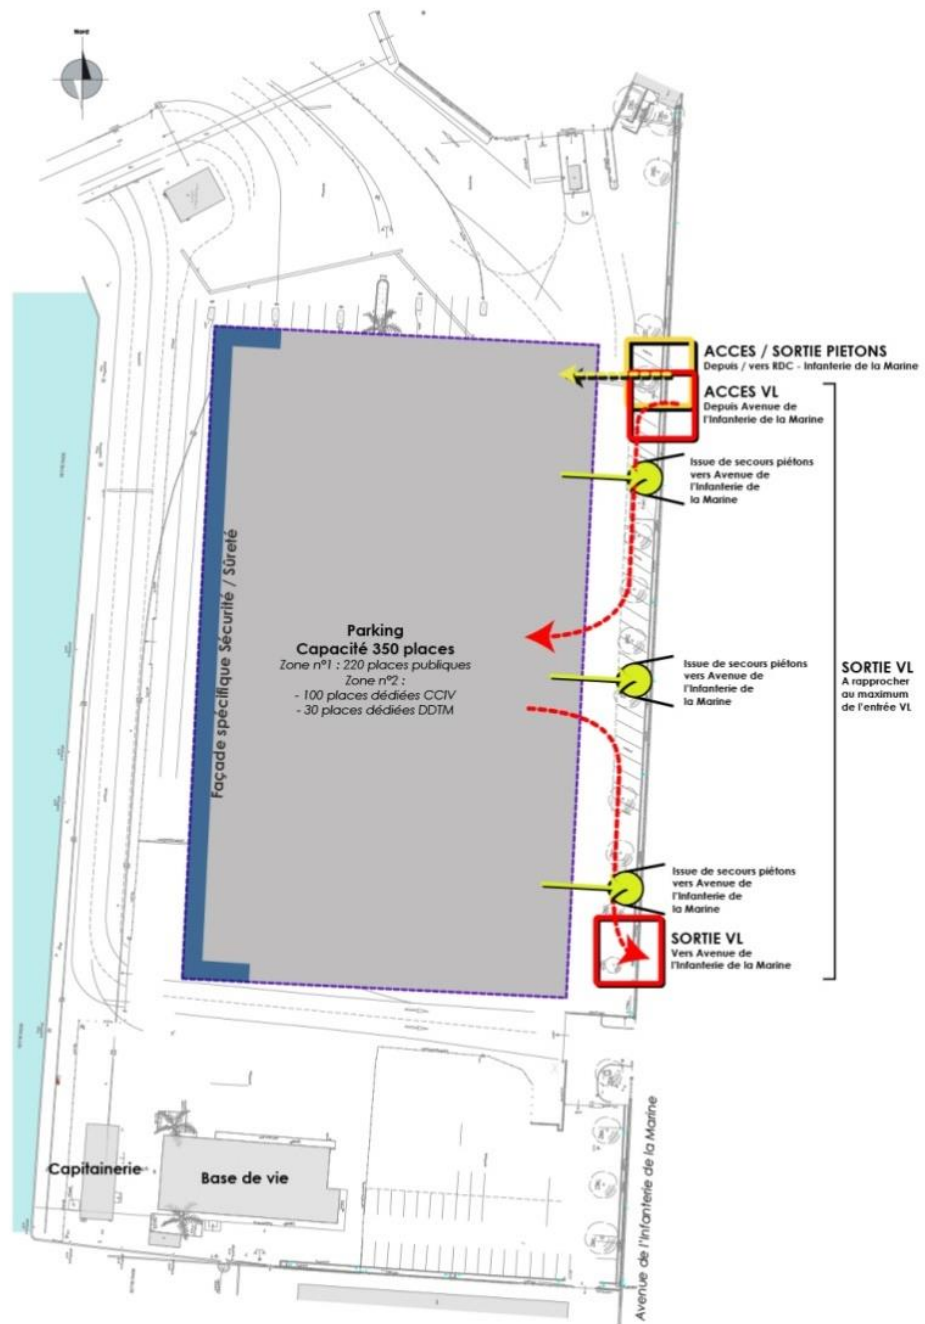 Nord
ACCES / SORTIE PIETONS
Depuis / vers RDC - Infanterie de la Marine
ACCES VL
Depuis Avenue de
l'Infanterie de la Marine
Issue de secours piétons
vers Avenue de
l'Infanterie de
la Marine
Façade spécifique Sécurité / Sûreté
Parking
Capacité 350 places
Zone n°1 : 220 places publiques
Zone n°2 :
- 100 places dédiées CCIV
- 30 places dédiées DDTM
Issue de secours piétons
vers Avenue de
l'Infanterie de
la Marine
SORTIE VL
A rapprocher
au maximum
de l'entrée VL
Issue de secours piétons
vers Avenue de
l'Infanterie de
la Marine
SORTIE VL
Vers Avenue de
l'Infanterie de la Marine
Capitainerie
Base de vie
Avenue de l'Infanterie de la Marine